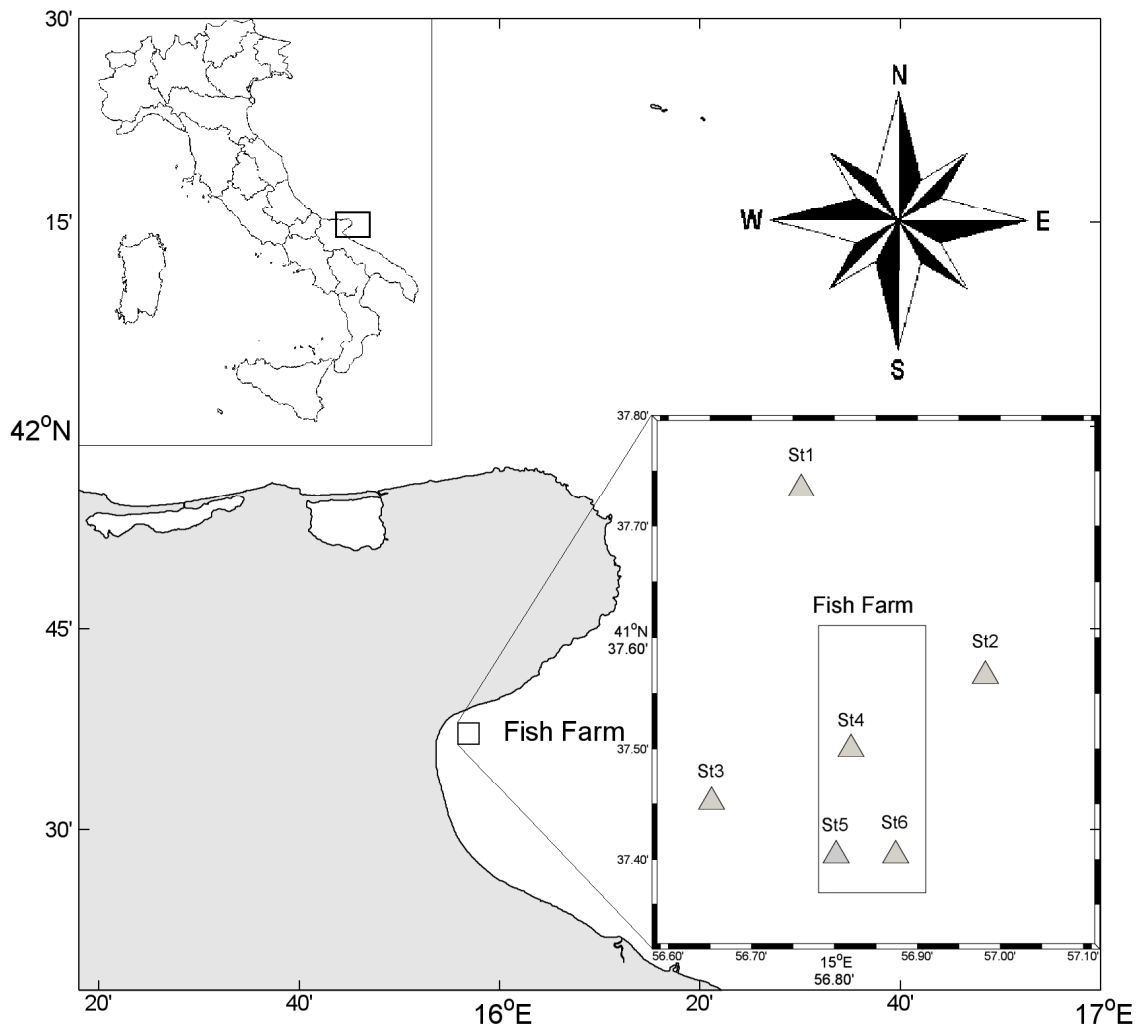 30'
N
15'
W
E
S
42°N
37.80'
St1
37.70'
Fish Farm
45'
41°N
37.60'
St2
St4
Fish Farm
37.50'
St3
St5
St6
30'
37.40'
56.60'
56.70'
15°E
56.80'
56.90'
57.00'
57.10'
20'
40'
16°E
20'
40'
17°E